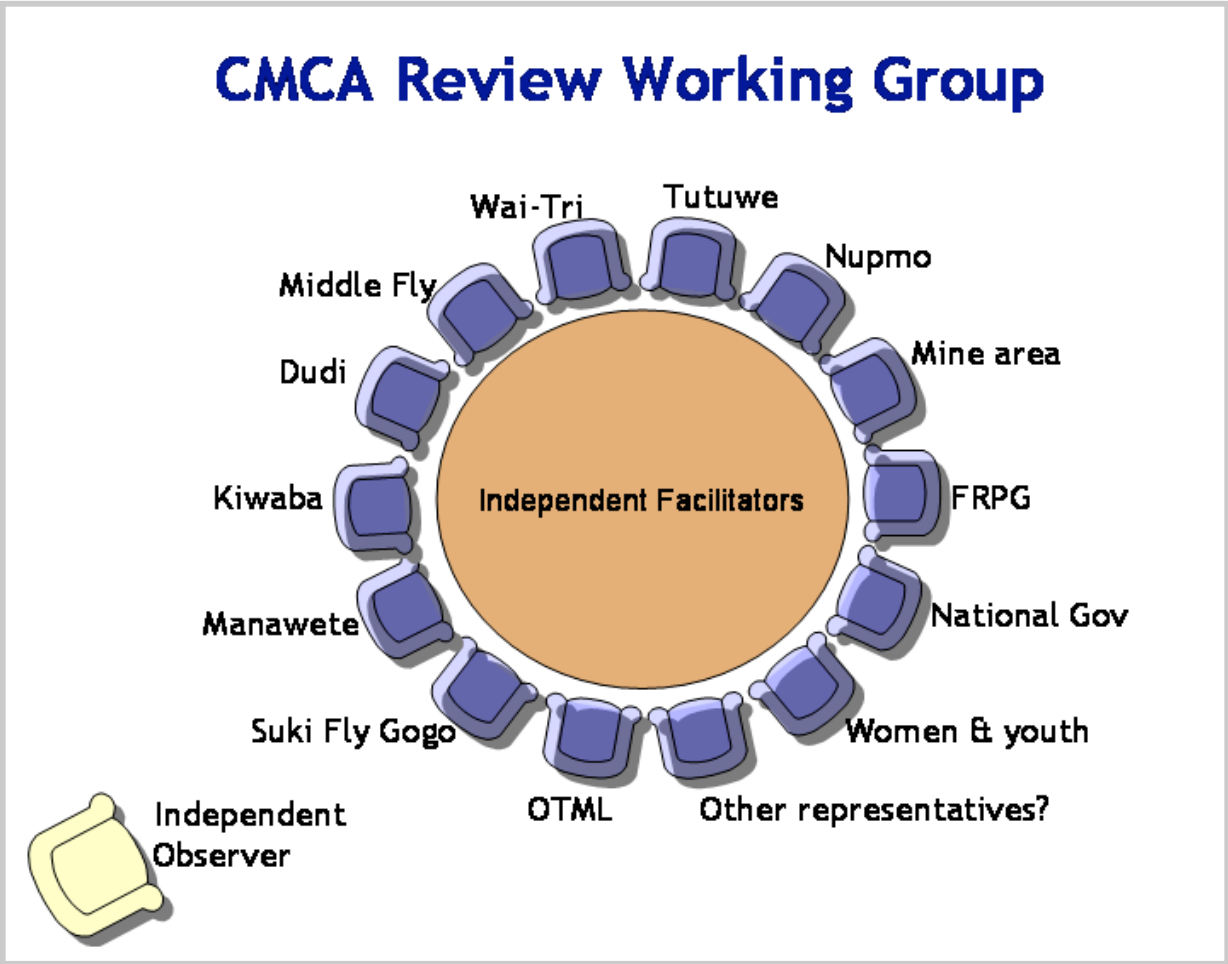 CMCA Review Working Group
Wai-Tri
Tutuwe
Nupmo
Middle Fly
Mine area
Dudi
Kiwaba
Independent Facilitators
FRPG
Manawete
National Gov
Suki Fly Gogo
Women & youth
OTML
Other representatives?
Independent
Observer